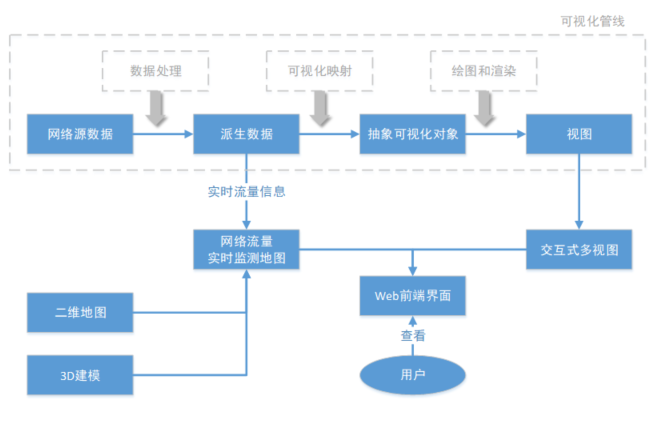 可视化管线
数据处理
可视化映射
绘图和渲染
网络源数据
派生数据
抽象可视化对象
视图
实时流量信息
网络流量
实时监测地图
交互式多视图
二维地图
Web前端界面
查看
3D建模
用户